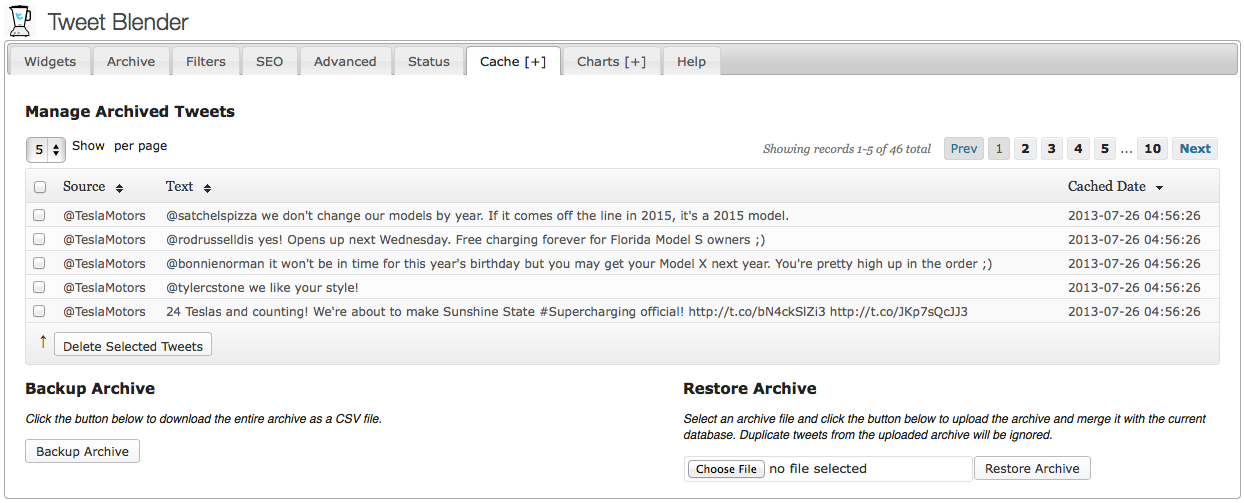 Tweet Blender
Widgets Archive Filters SEO Advanced Status Cache [+] Charts [+] Help
Manage Archived Tweets
5 Show per page Showing records 1-5 of 46 total Prev 1 2 3 4 5 ... 10 Next
Source Text Cached Date
@TeslaMotors @satchelspizza we don't change our models by year. If it comes off the line in 2015, it's a 2015 model. 2013-07-26 04:56:26
@TeslaMotors @rodrusselldis yes! Opens up next Wednesday. Free charging forever for Florida Model S owners ;) 2013-07-26 04:56:26
@TeslaMotors @bonnienorman it won't be in time for this year's birthday but you may get your Model X next year. You're pretty high up in the order ;) 2013-07-26 04:56:26
@TeslaMotors @tylercstone we like your style! 2013-07-26 04:56:26
@TeslaMotors 24 Teslas and counting! We're about to make Sunshine State #Supercharging official! http://t.co/bN4ckSlZi3 http://t.co/JKp7sQcJJ3 2013-07-26 04:56:26
↑ Delete Selected Tweets
Backup Archive
Click the button below to download the entire archive as a CSV file.
Backup Archive
Restore Archive
Select an archive file and click the button below to upload the archive and merge it with the current
database. Duplicate tweets from the uploaded archive will be ignored.
Choose File no file selected Restore Archive